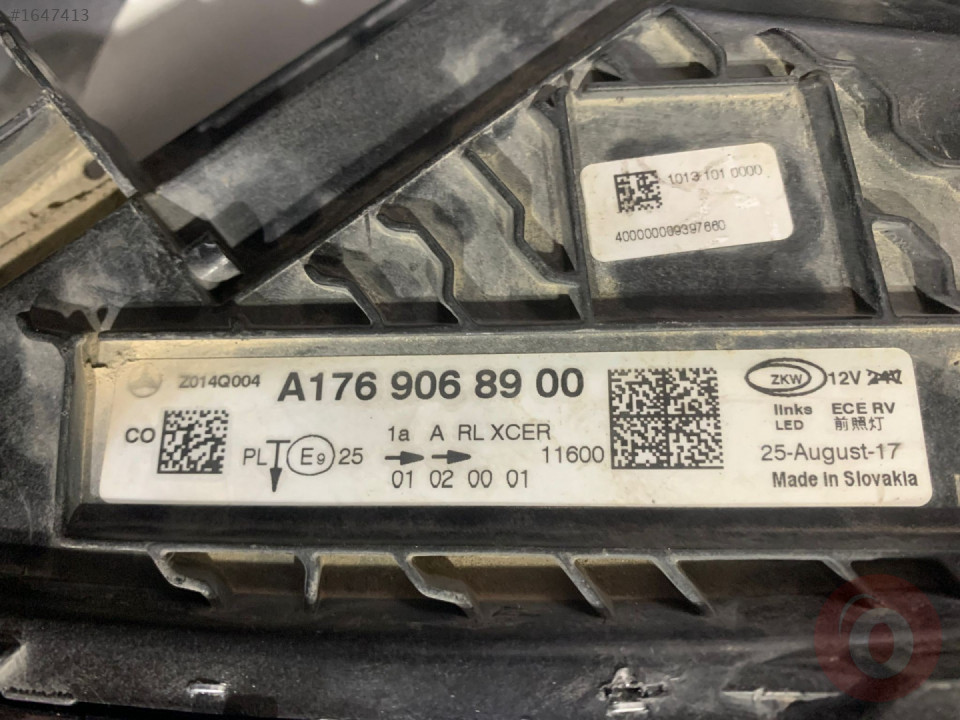 #1647413
1013 101 0000
400000089397660
Z014Q004 A176 906 89 00
ZKW 12V
CO
links ECE RV
LED 前照灯
1a A RL XCER
PL E9 25
11600
01 02 00 01
25-August-17
Made in Slovakia